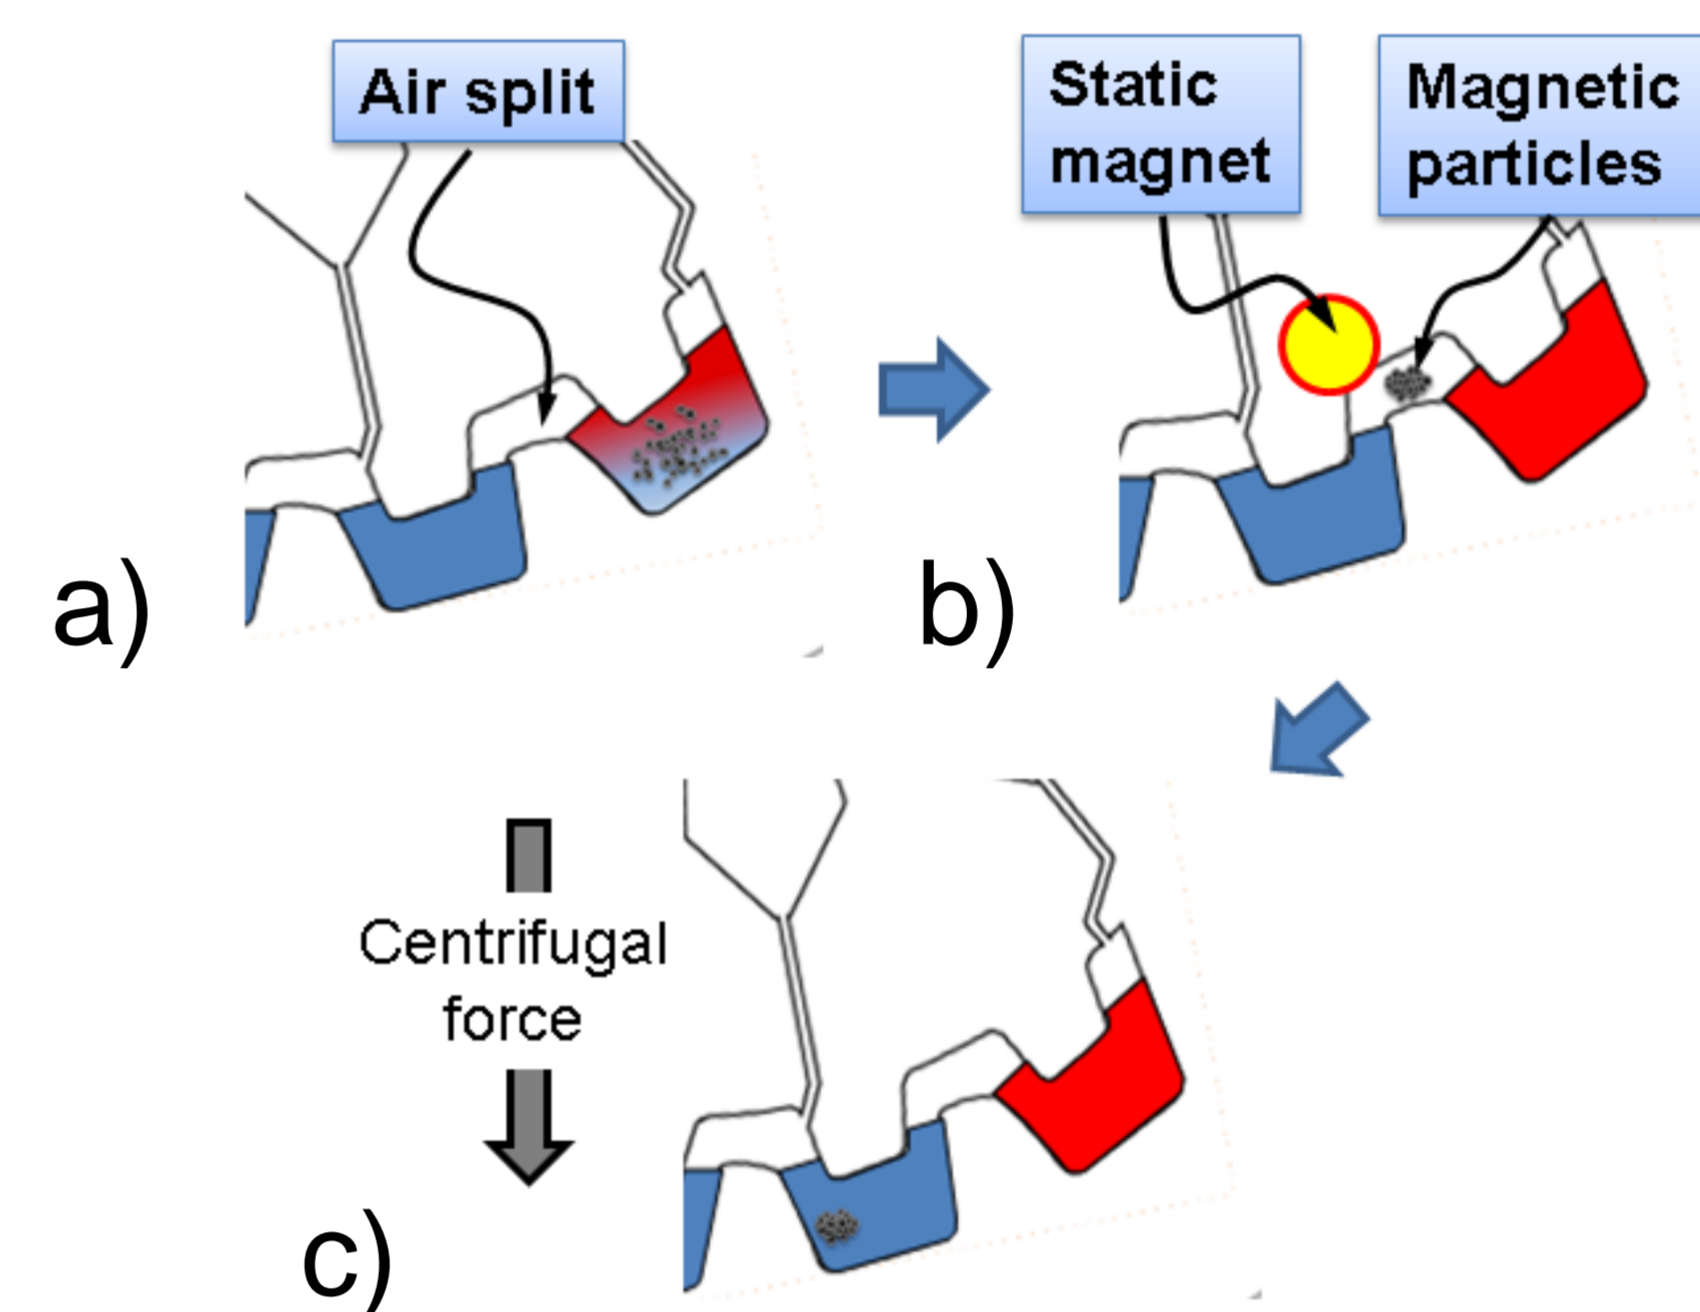 Air split
Static
magnet
Magnetic
particles
a)
b)
Centrifugal
force
c)